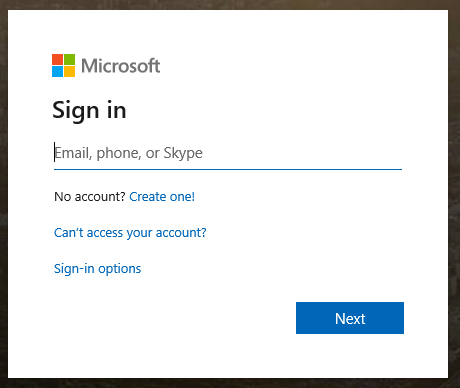 Microsoft
Sign in
Email, phone, or Skype
No account? Create one!
Can't access your account?
Sign-in options
Next